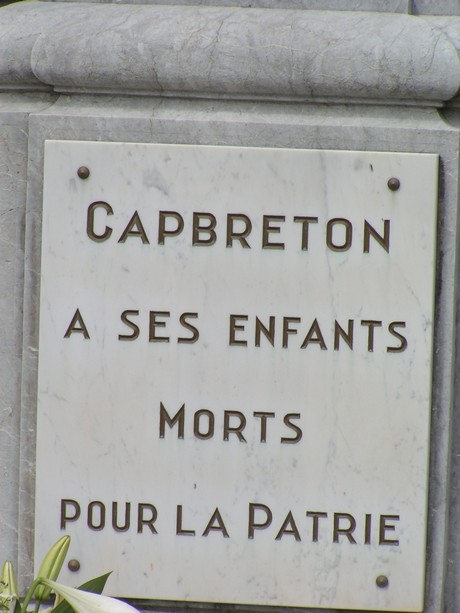 CAPBRETON
A SES ENFANTS
MORTS
POUR LA PATRIE